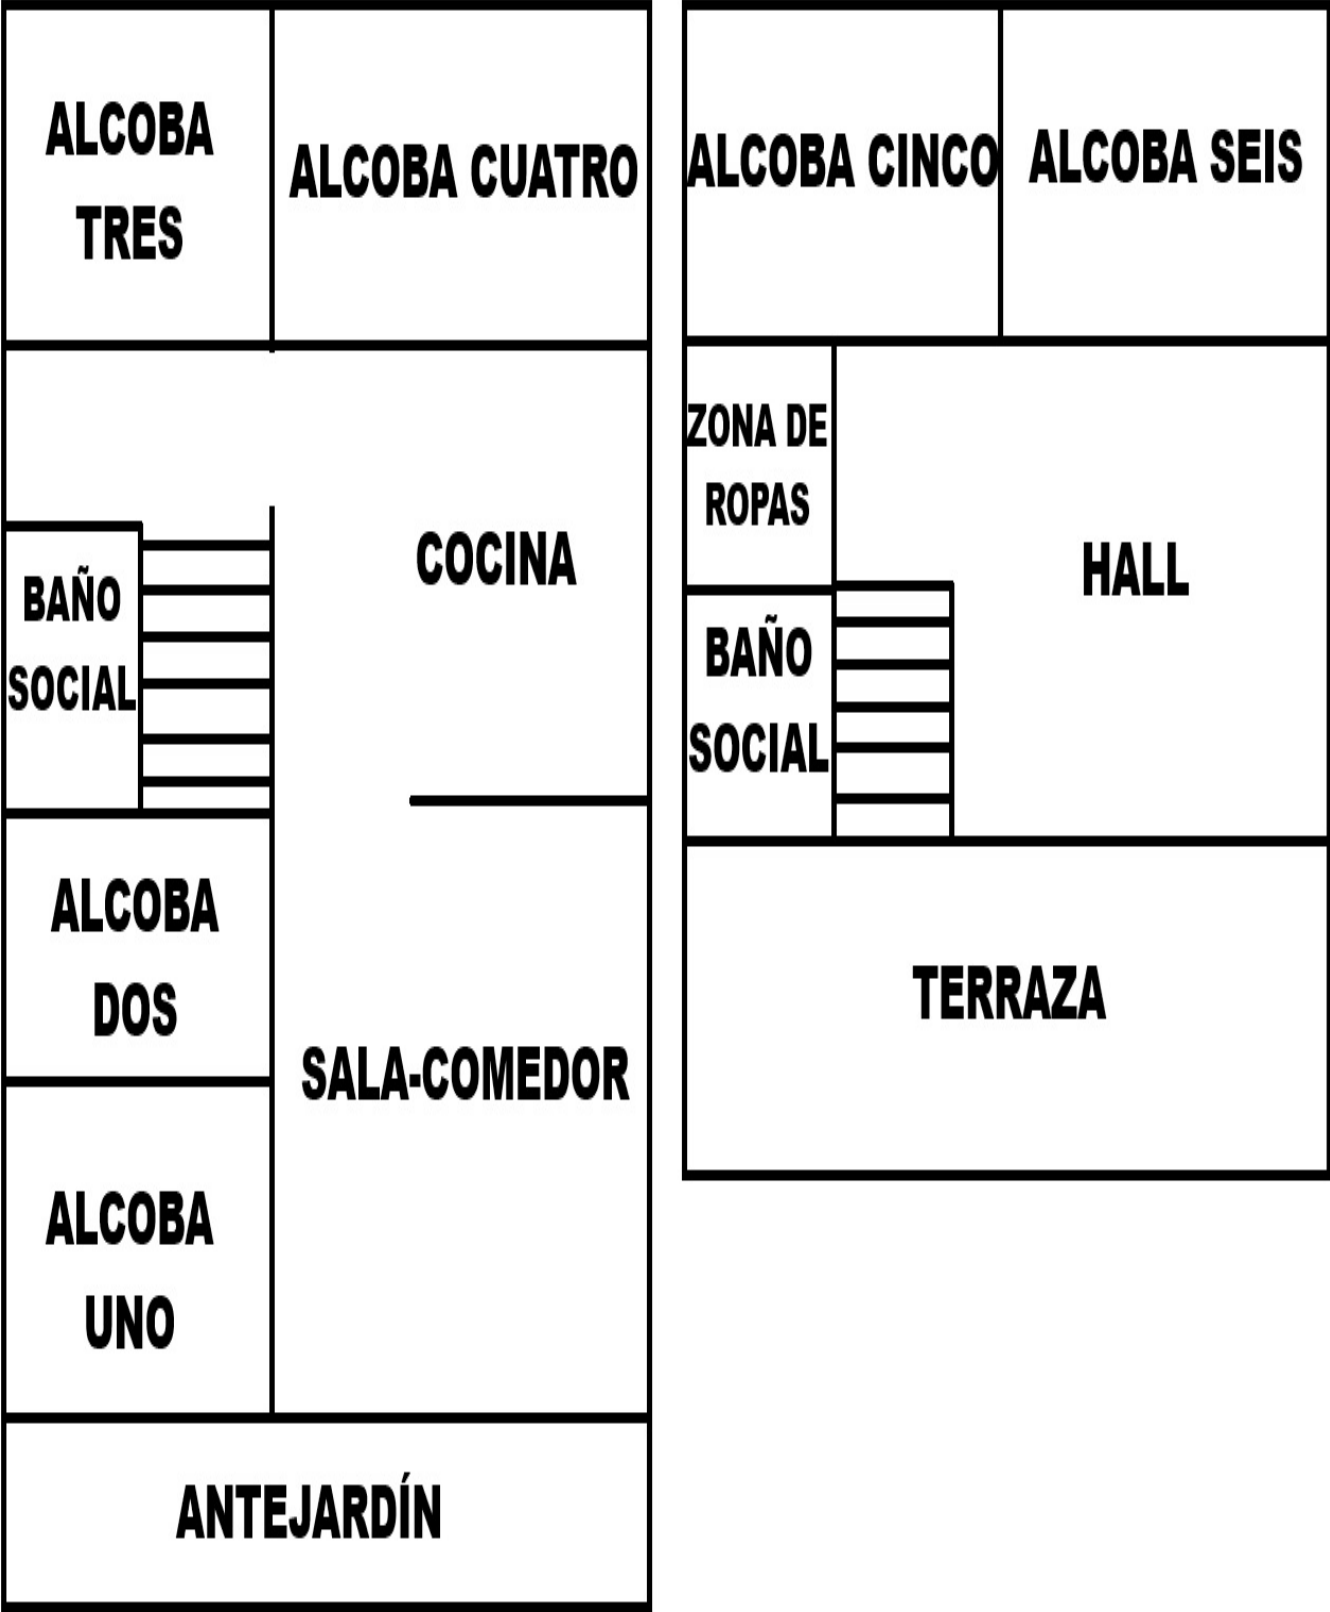 ALCOBA
TRES
ALCOBA CUATRO
COCINA
BAÑO
SOCIAL
ALCOBA
DOS
SALA-COMEDOR
ALCOBA
UNO
ANTEJARDÍN
ALCOBA CINCO
ALCOBA SEIS
ZONA DE
ROPAS
HALL
BAÑO
SOCIAL
TERRAZA